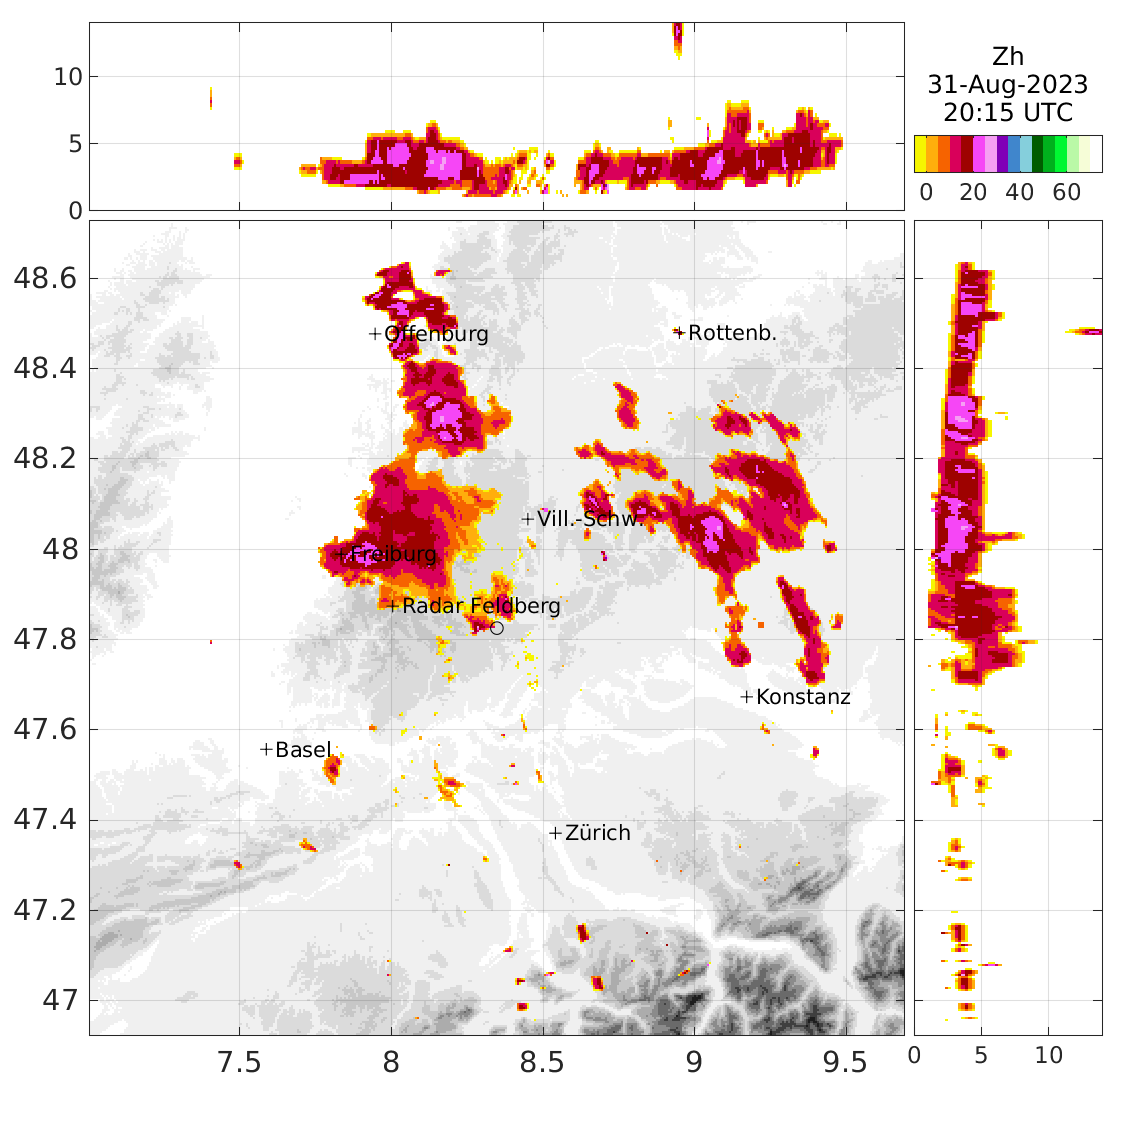 10
5
0
Zh
31-Aug-2023
20:15 UTC
0 20 40 60
48.6
48.4
48.2
48
47.8
47.6
47.4
47.2
47
Offenburg
Rottenb.
Vill.-Schw.
Freiburg
Radar Feldberg
Konstanz
Basel
Zürich
7.5 8 8.5 9 9.5
0 5 10